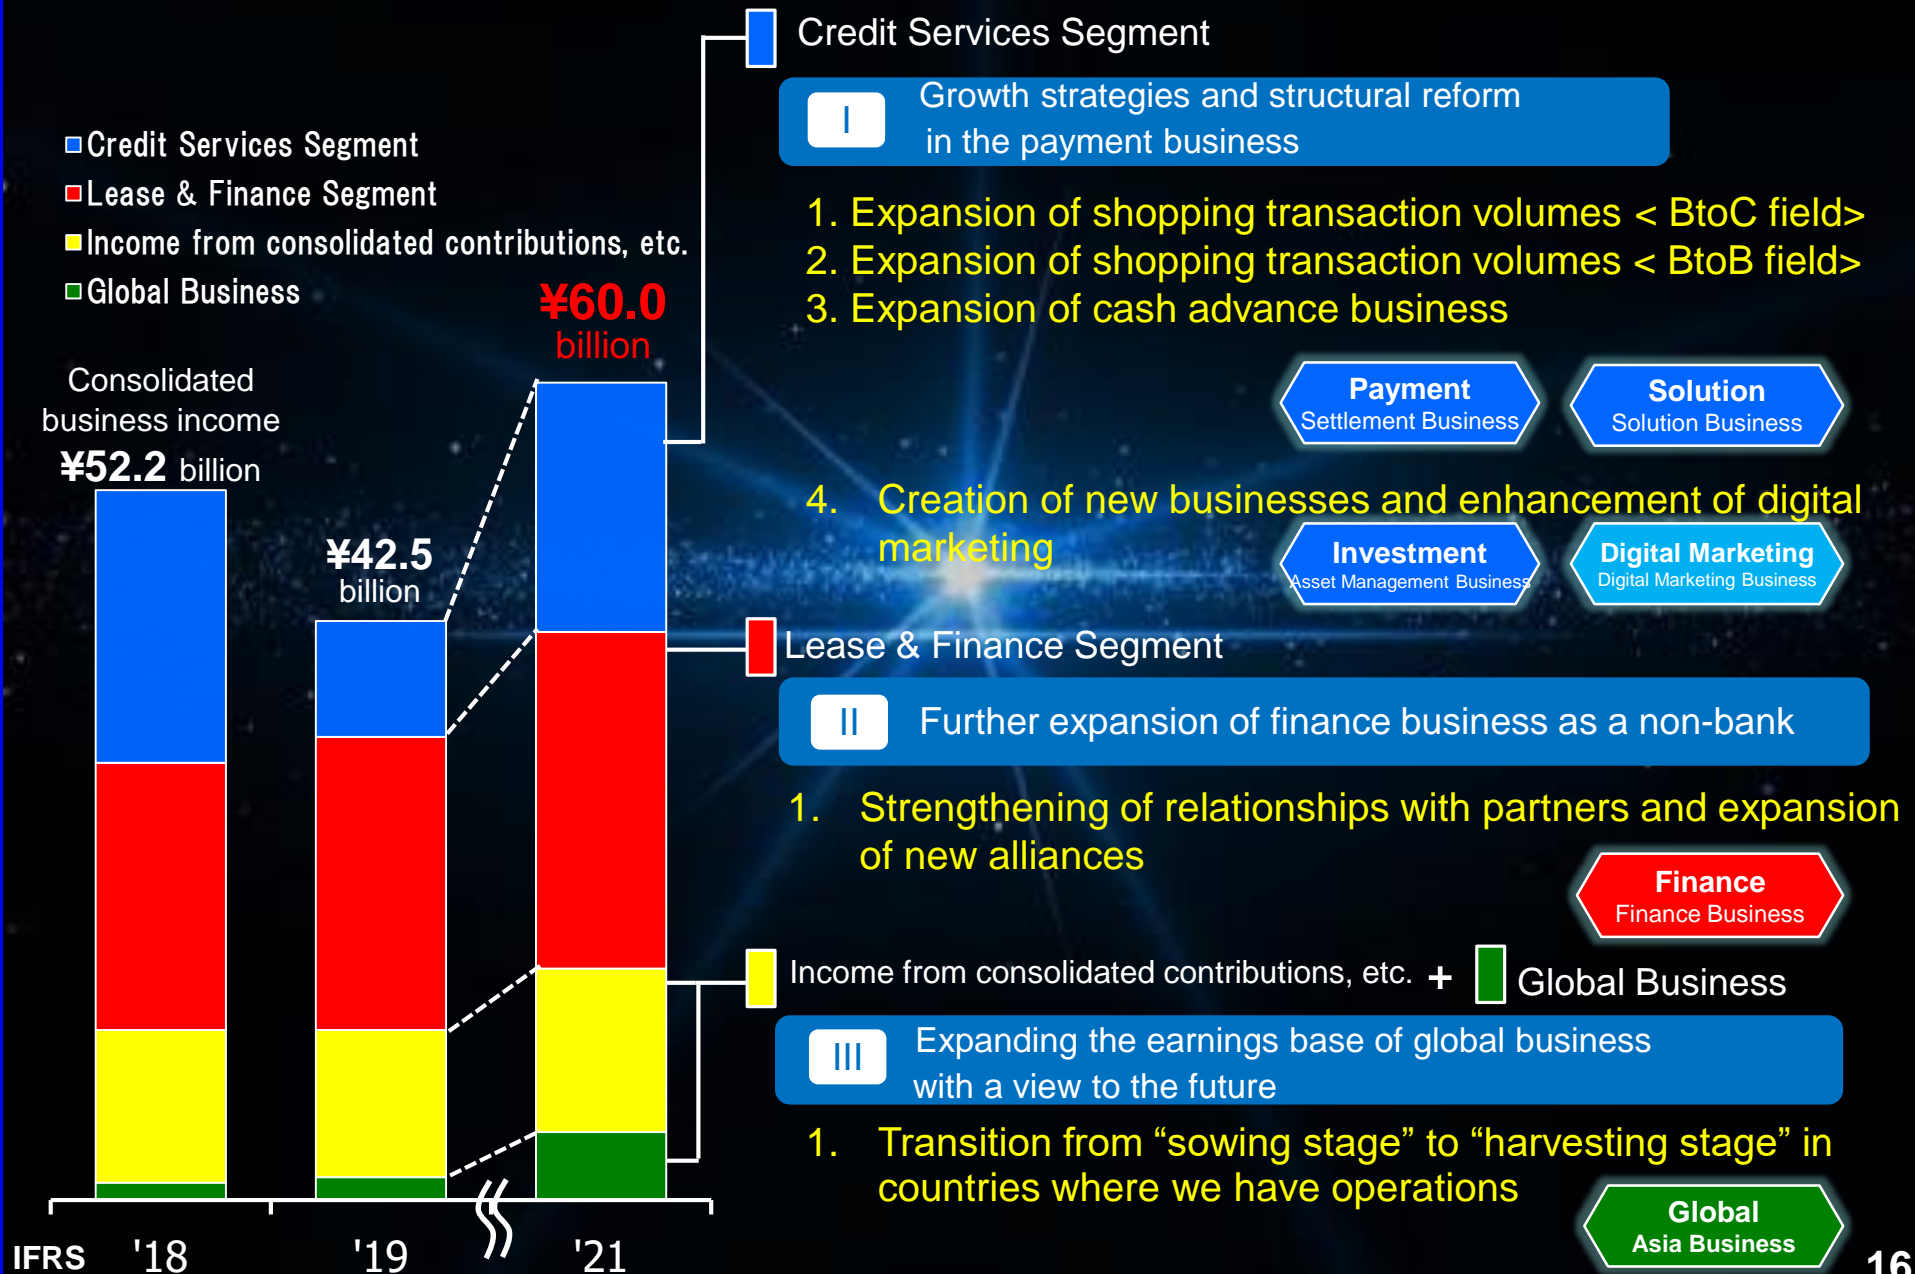 Credit Services Segment
Lease & Finance Segment
Income from consolidated contributions, etc.
Global Business
Consolidated
business income
¥52.2 billion
¥42.5
billion
¥60.0
billion
IFRS
'18
'19
'21
Credit Services Segment
I
Growth strategies and structural reform
in the payment business
1. Expansion of shopping transaction volumes < BtoC field>
2. Expansion of shopping transaction volumes < BtoB field>
3. Expansion of cash advance business
Payment
Settlement Business
Solution
Solution Business
4. Creation of new businesses and enhancement of digital
marketing
Investment
Asset Management Business
Digital Marketing
Digital Marketing Business
Lease & Finance Segment
II
Further expansion of finance business as a non-bank
1. Strengthening of relationships with partners and expansion
of new alliances
Finance
Finance Business
Income from consolidated contributions, etc. + Global Business
III
Expanding the earnings base of global business
with a view to the future
1. Transition from “sowing stage” to “harvesting stage” in
countries where we have operations
Global
Asia Business
16